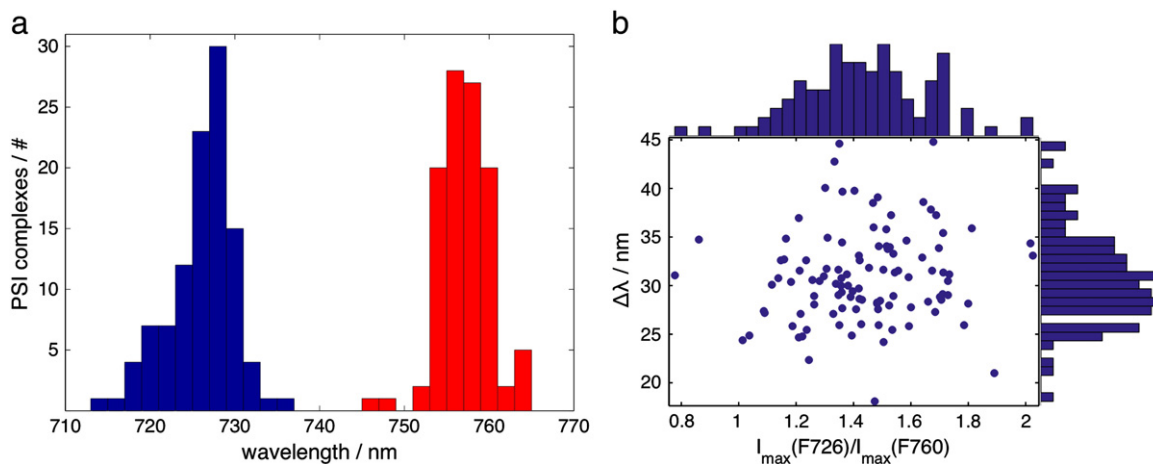 a
30
25
20
15
10
5
PSI complexes / #
710 720 730 740 750 760 770
wavelength / nm
b
45
40
35
30
25
20
Δλ / nm
0.8 1 1.2 1.4 1.6 1.8 2
I_max(F726)/I_max(F760)